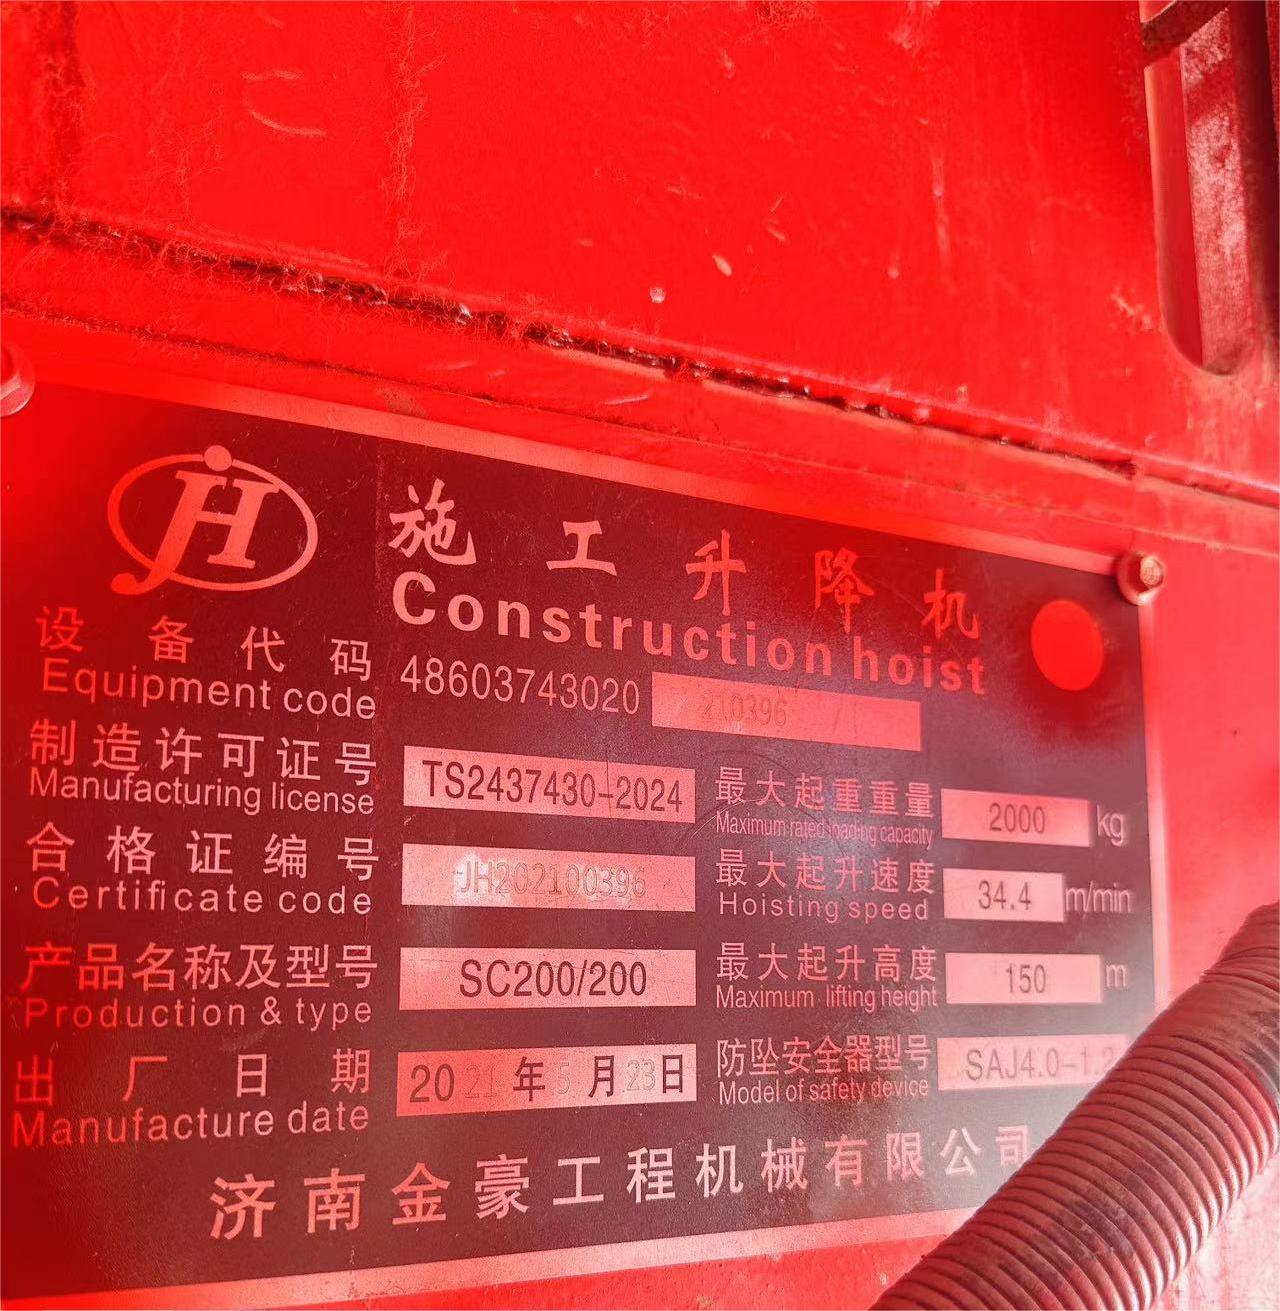 JH
施工升降机
Construction hoist
设备代码 48603743020 210396
Equipment code
制造许可证号 TS2437430-2024
Manufacturing license
最大起重重量 2000 kg
Maximum rated loading capacity
合格证编号 JH202100396
Certificate code
最大起升速度 34.4 m/min
Hoisting speed
产品名称及型号 SC200/200
Production & type
最大起升高度 150 m
Maximum lifting height
出厂日期 2021年5月23日
Manufacture date
防坠安全器型号 SAJ4.0-1.2
Model of safety device
济南金豪工程机械有限公司